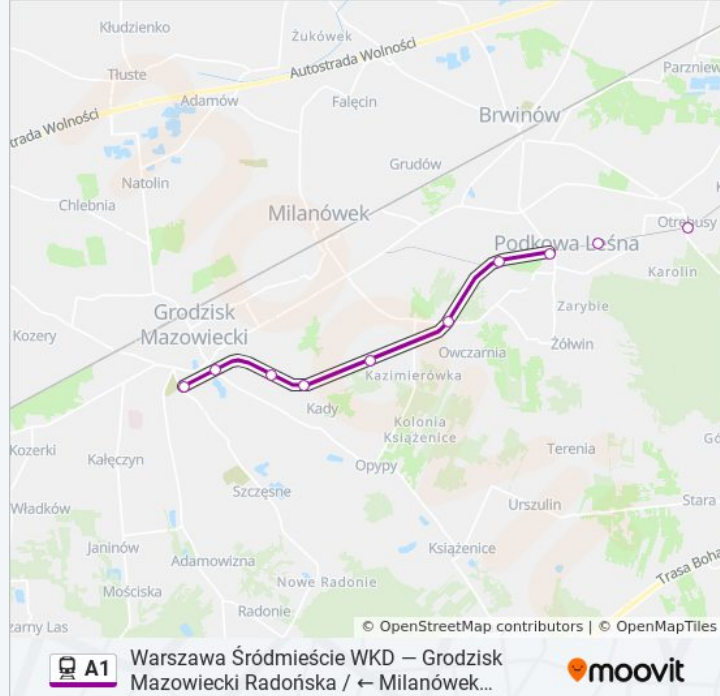 Kłudzienko
Żukówek
Autostrada Wolności
Parzniew
Tłuste
Adamów
Falęcin
Brwinów
trada Wolności
Grudów
Natolin
Chlebnia
Milanówek
Otrębusy
Podkowa Leśna
Karolin
Grodzisk
Mazowiecki
Zarybie
Kozery
Żółwin
Owczarnia
Kazimierówka
Kady
Kolonia
Książenice
Kozerki
Kałęczyn
Opypy
Terenia
Szczęsne
Urszulin
Stara
Władków
Janinów
Książenice
Adamowizna
Trasa Boha
Mościska
Nowe Radonie
Radonie
zarny Las
© OpenStreetMap contributors | © OpenMapTiles
A1
Warszawa Śródmieście WKD — Grodzisk
Mazowiecki Radońska / ← Milanówek...
moovit